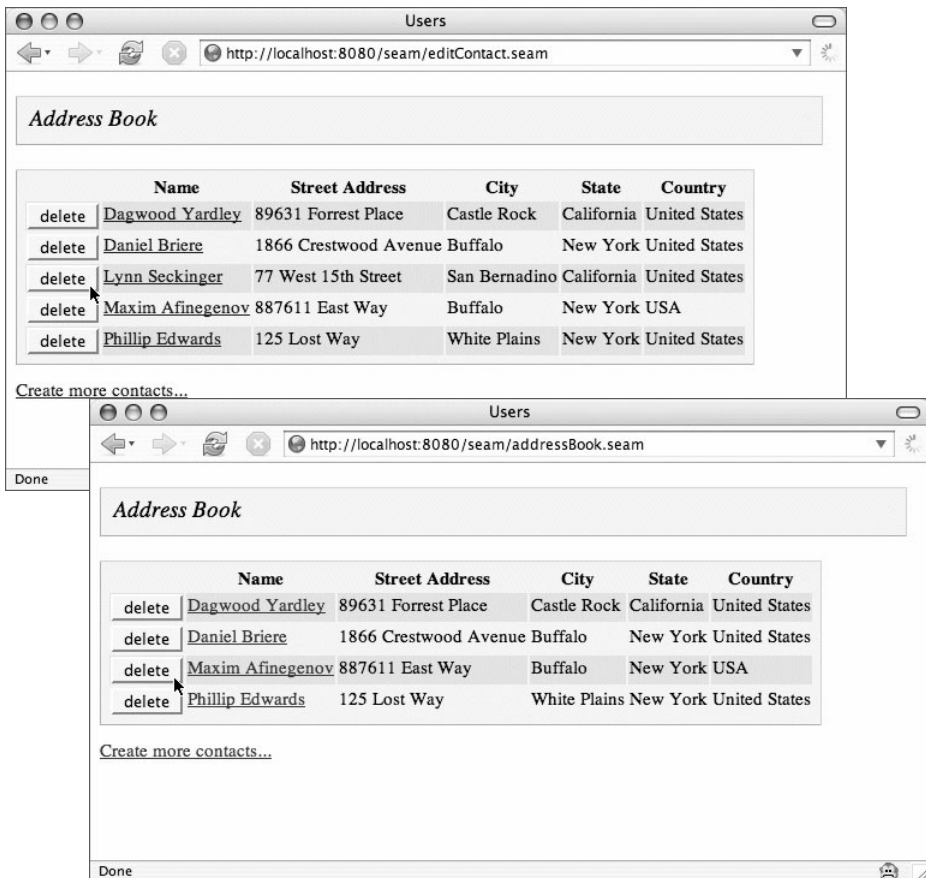 Users
http://localhost:8080/seam/editContact.seam
Address Book
Name Street Address City State Country
delete Dagwood Yardley 89631 Forrest Place Castle Rock California United States
delete Daniel Briere 1866 Crestwood Avenue Buffalo New York United States
delete Lynn Seckinger 77 West 15th Street San Bernadino California United States
delete Maxim Afinegenov 887611 East Way Buffalo New York USA
delete Phillip Edwards 125 Lost Way White Plains New York United States
Create more contacts...
Done
Users
http://localhost:8080/seam/addressBook.seam
Address Book
Name Street Address City State Country
delete Dagwood Yardley 89631 Forrest Place Castle Rock California United States
delete Daniel Briere 1866 Crestwood Avenue Buffalo New York United States
delete Maxim Afinegenov 887611 East Way Buffalo New York USA
delete Phillip Edwards 125 Lost Way White Plains New York United States
Create more contacts...
Done